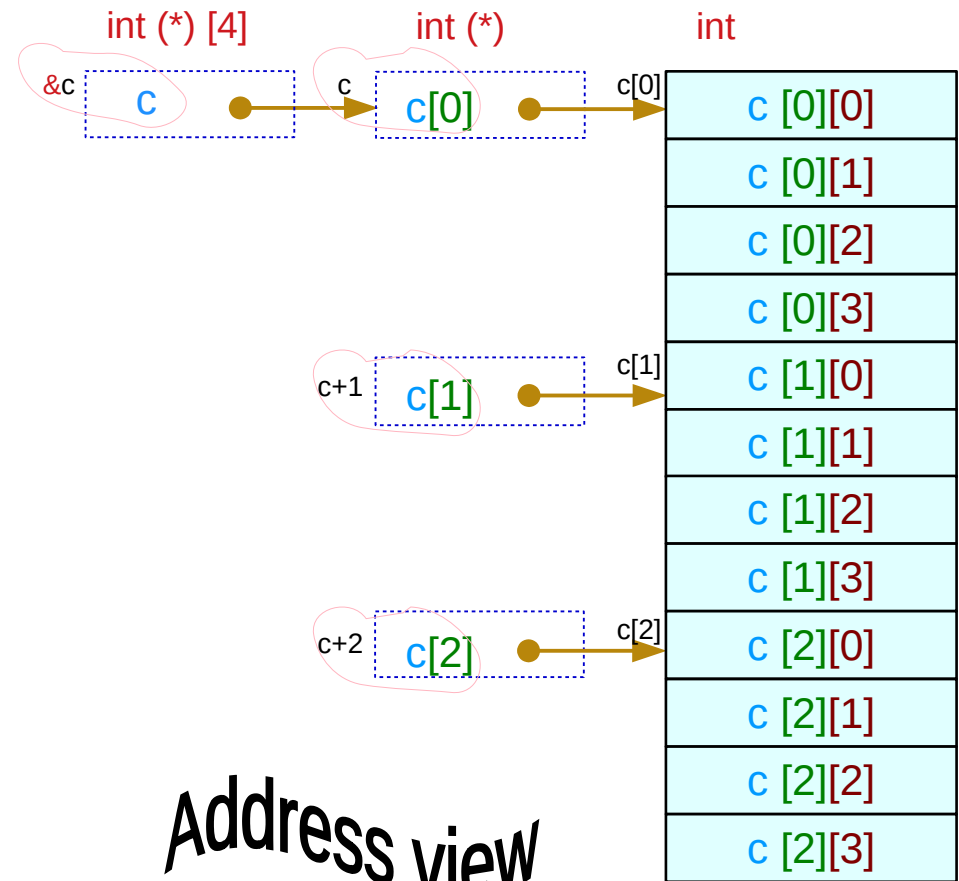 int (*) [4] int (*) int
&c c c c[0] c[0] c [0][0]
c [0][1]
c [0][2]
c [0][3]
c+1 c[1] c[1] c [1][0]
c [1][1]
c [1][2]
c [1][3]
c+2 c[2] c[2] c [2][0]
c [2][1]
c [2][2]
c [2][3]
Address view